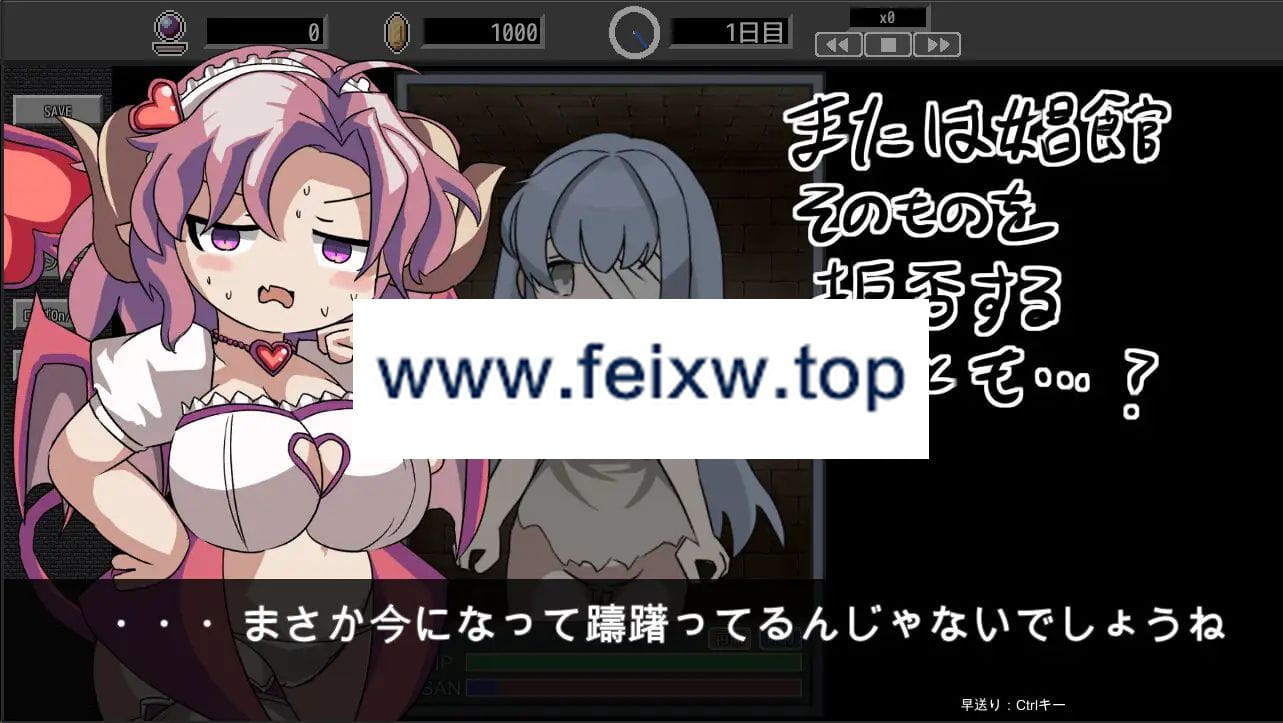 0
1000
1日目
x0
SAVE
または娼館
そのものを
拒否する
とも…?
www.feixw.top
・・・まさか今になって躊躇ってるんじゃないでしょうね
SAN
早送り：Ctrlキー